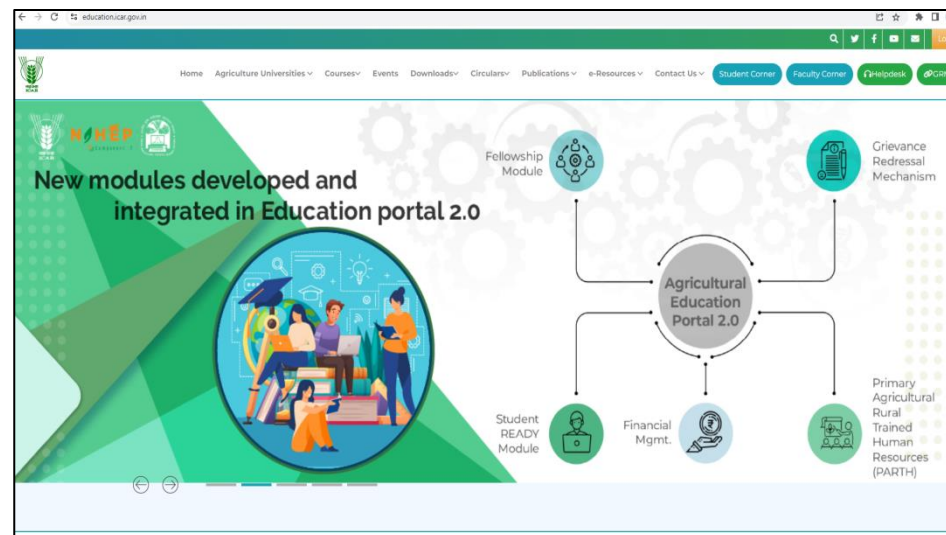 education.icar.gov.in
Home Agriculture Universities Courses Events Downloads Circulars Publications e-Resources Contact Us Student Corner Faculty Corner Helpdesk
ICAR
NAHEP
ICAR
New modules developed and
integrated in Education portal 2.0
Fellowship
Module
Grievance
Redressal
Mechanism
Agricultural
Education
Portal 2.0
Student
READY
Module
Financial
Mgmt.
Primary
Agricultural
Rural
Trained
Human
Resources
(PARTH)